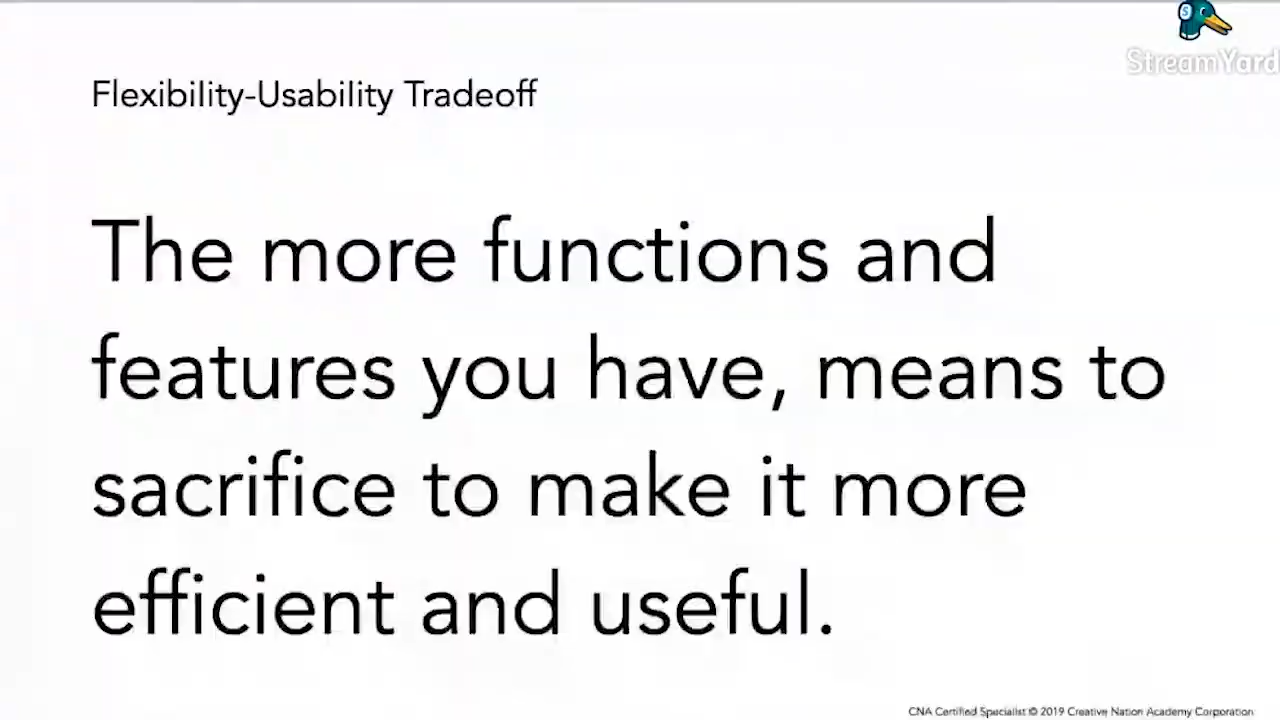 StreamYard
Flexibility-Usability Tradeoff
The more functions and
features you have, means to
sacrifice to make it more
efficient and useful.
CNA Certified Specialist © 2019 Creative Nation Academy Corporation